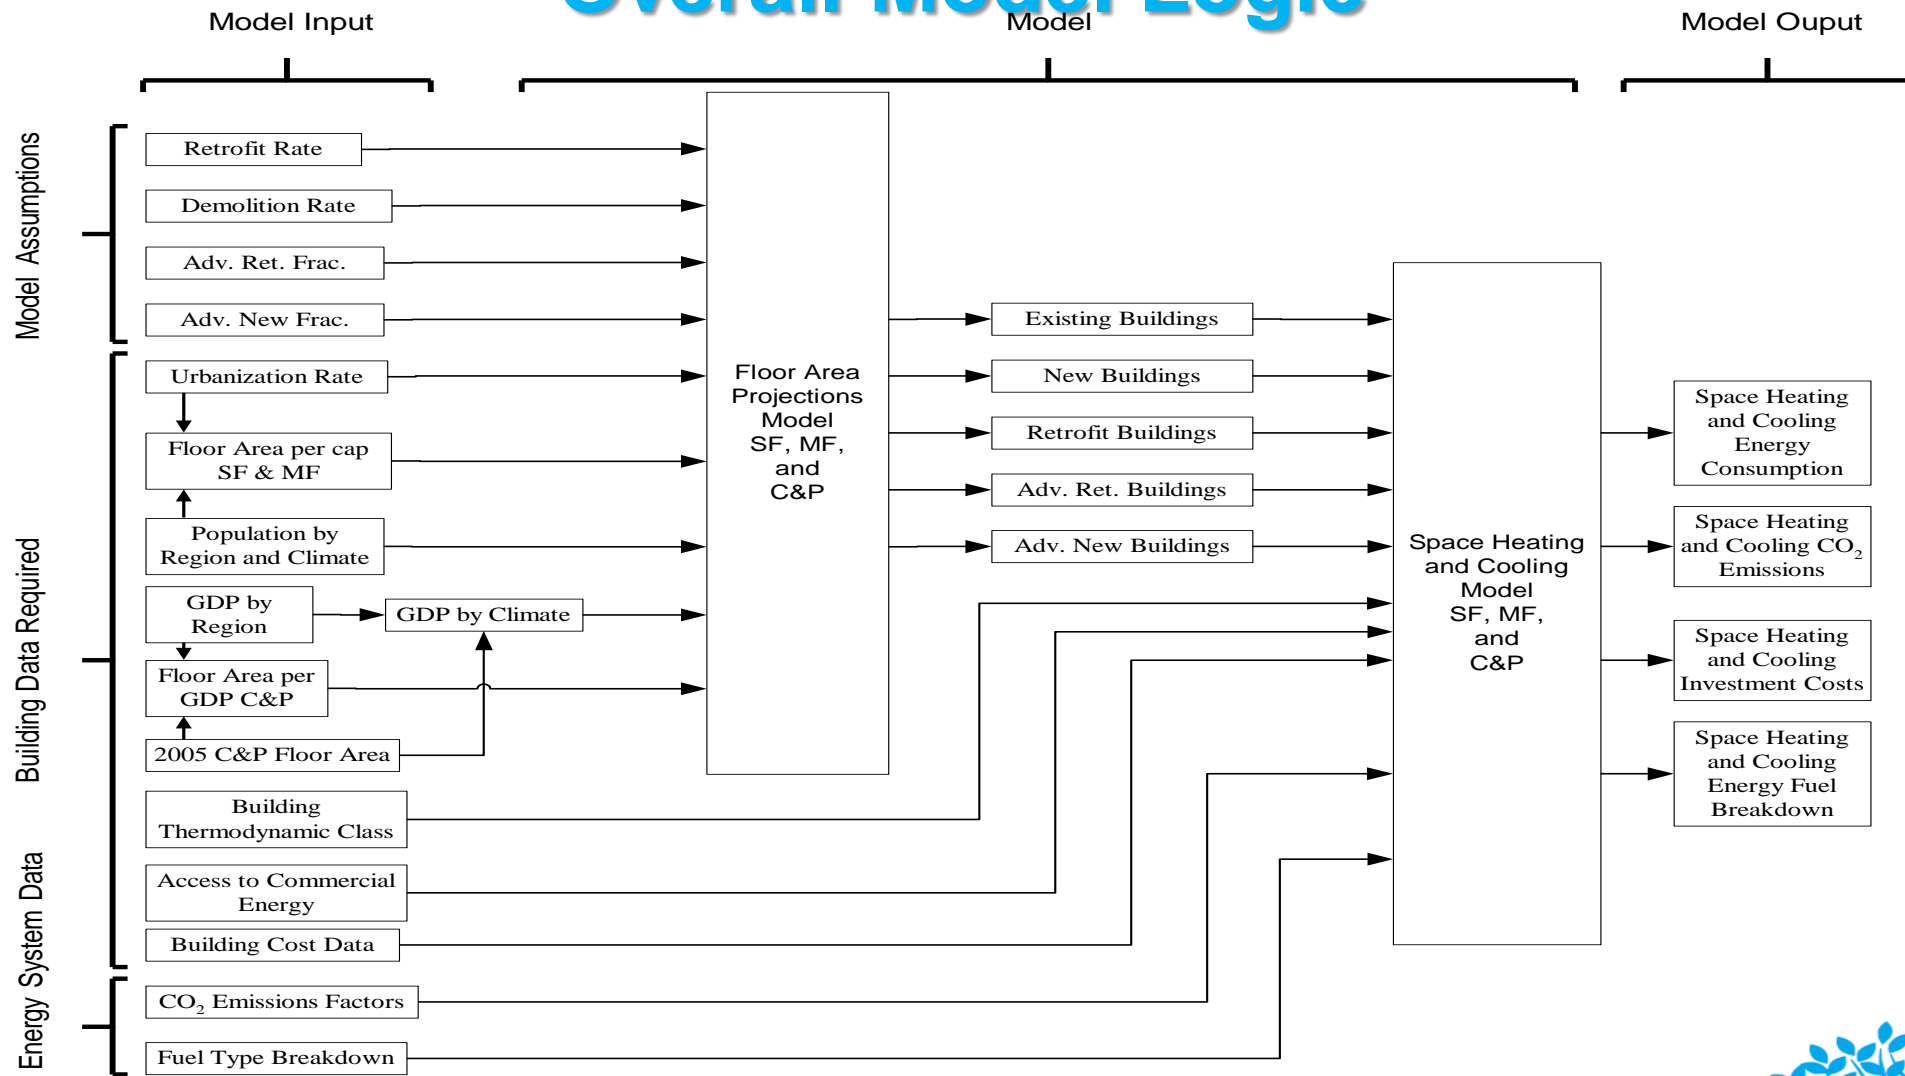 Overall Model Logic
Model Input
Model
Model Ouput
Model Assumptions
Retrofit Rate
Demolition Rate
Adv. Ret. Frac.
Adv. New Frac.
Building Data Required
Urbanization Rate
Floor Area per cap
SF & MF
Population by
Region and Climate
GDP by
Region
GDP by Climate
Floor Area per
GDP C&P
2005 C&P Floor Area
Building
Thermodynamic Class
Access to Commercial
Energy
Building Cost Data
Energy System Data
CO₂ Emissions Factors
Fuel Type Breakdown
Floor Area
Projections
Model
SF, MF,
and
C&P
Existing Buildings
New Buildings
Retrofit Buildings
Adv. Ret. Buildings
Adv. New Buildings
Space Heating
and Cooling
Model
SF, MF,
and
C&P
Space Heating
and Cooling
Energy
Consumption
Space Heating
and Cooling CO₂
Emissions
Space Heating
and Cooling
Investment Costs
Space Heating
and Cooling
Energy Fuel
Breakdown